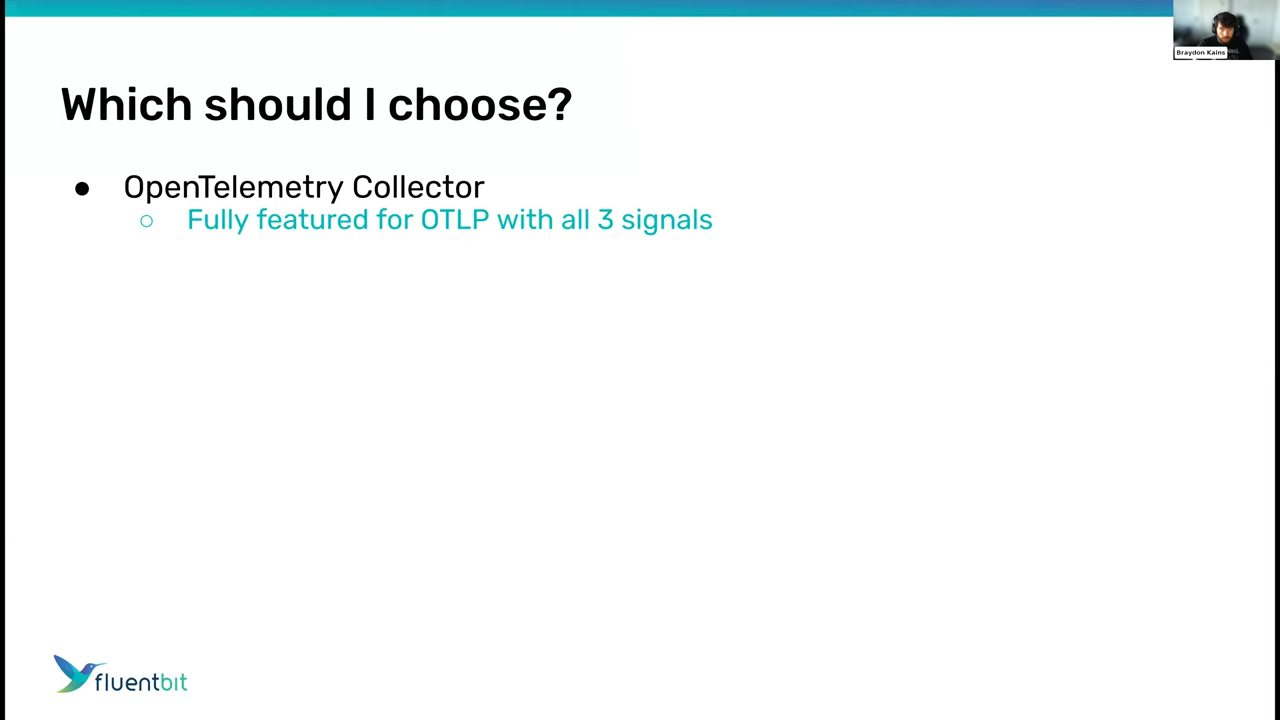 Braydon Kains
Which should I choose?
● OpenTelemetry Collector
○ Fully featured for OTLP with all 3 signals
fluentbit